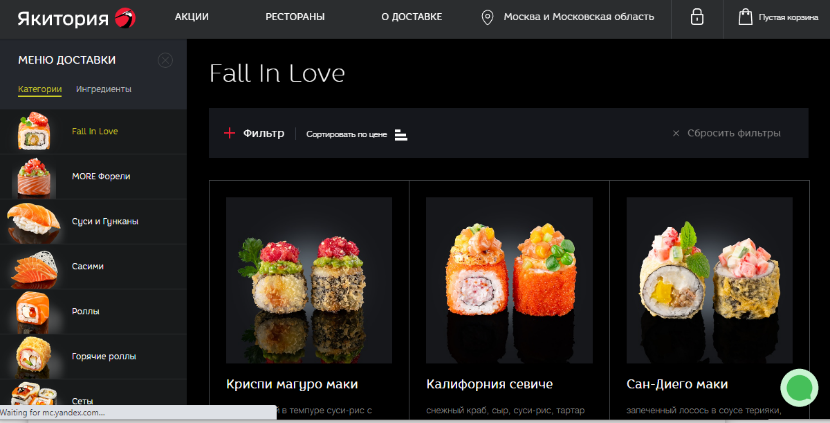 Якитория
АКЦИИ
РЕСТОРАНЫ
О ДОСТАВКЕ
Москва и Московская область
Пустая корзина
МЕНЮ ДОСТАВКИ
Категории
Ингредиенты
Fall In Love
MORE Форели
Суси и Гунканы
Сасими
Роллы
Горячие роллы
Сеты
Waiting for mc.yandex.com...
Fall In Love
Фильтр
Сортировать по цене
Сбросить фильтры
Криспи магуро маки
в темпуре суси-рис с
Калифорния севиче
снежный краб, сыр, суси-рис, тартар
Сан-Диего маки
запеченный лосось в соусе терияки,